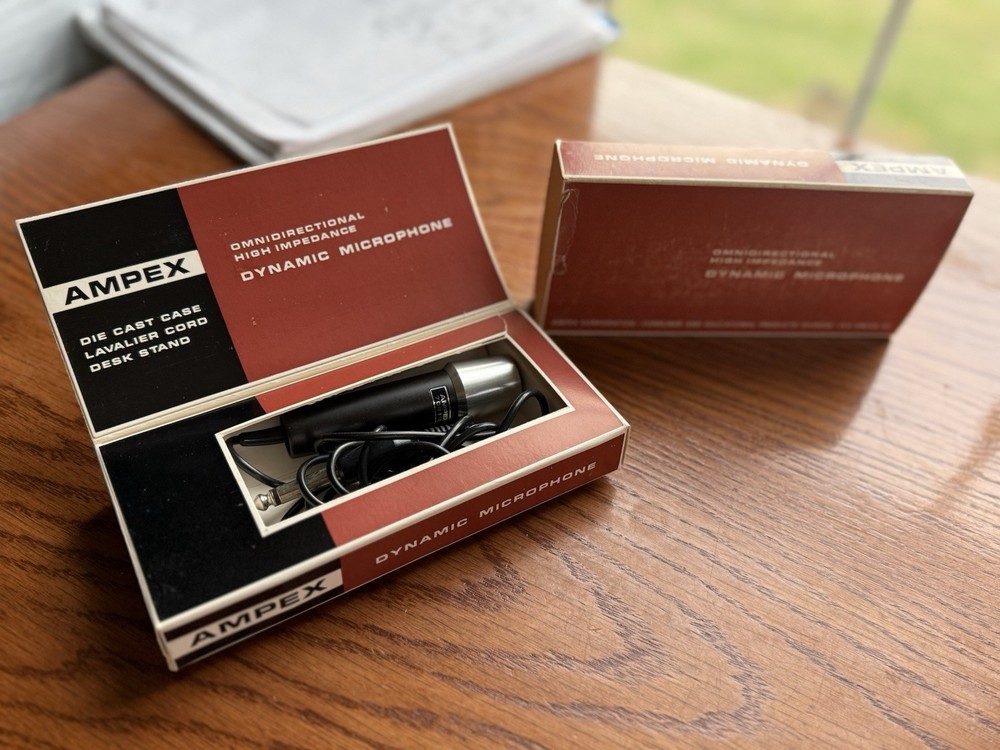 AMPEX
DIE CAST CASE
LAVALIER CORD
DESK STAND
OMNIDIRECTIONAL
HIGH IMPEDANCE
DYNAMIC MICROPHONE
AMPEX
DYNAMIC MICROPHONE
DYNAMIC MICROPHONE
AMPEX
OMNIDIRECTIONAL
HIGH IMPEDANCE
DYNAMIC MICROPHONE